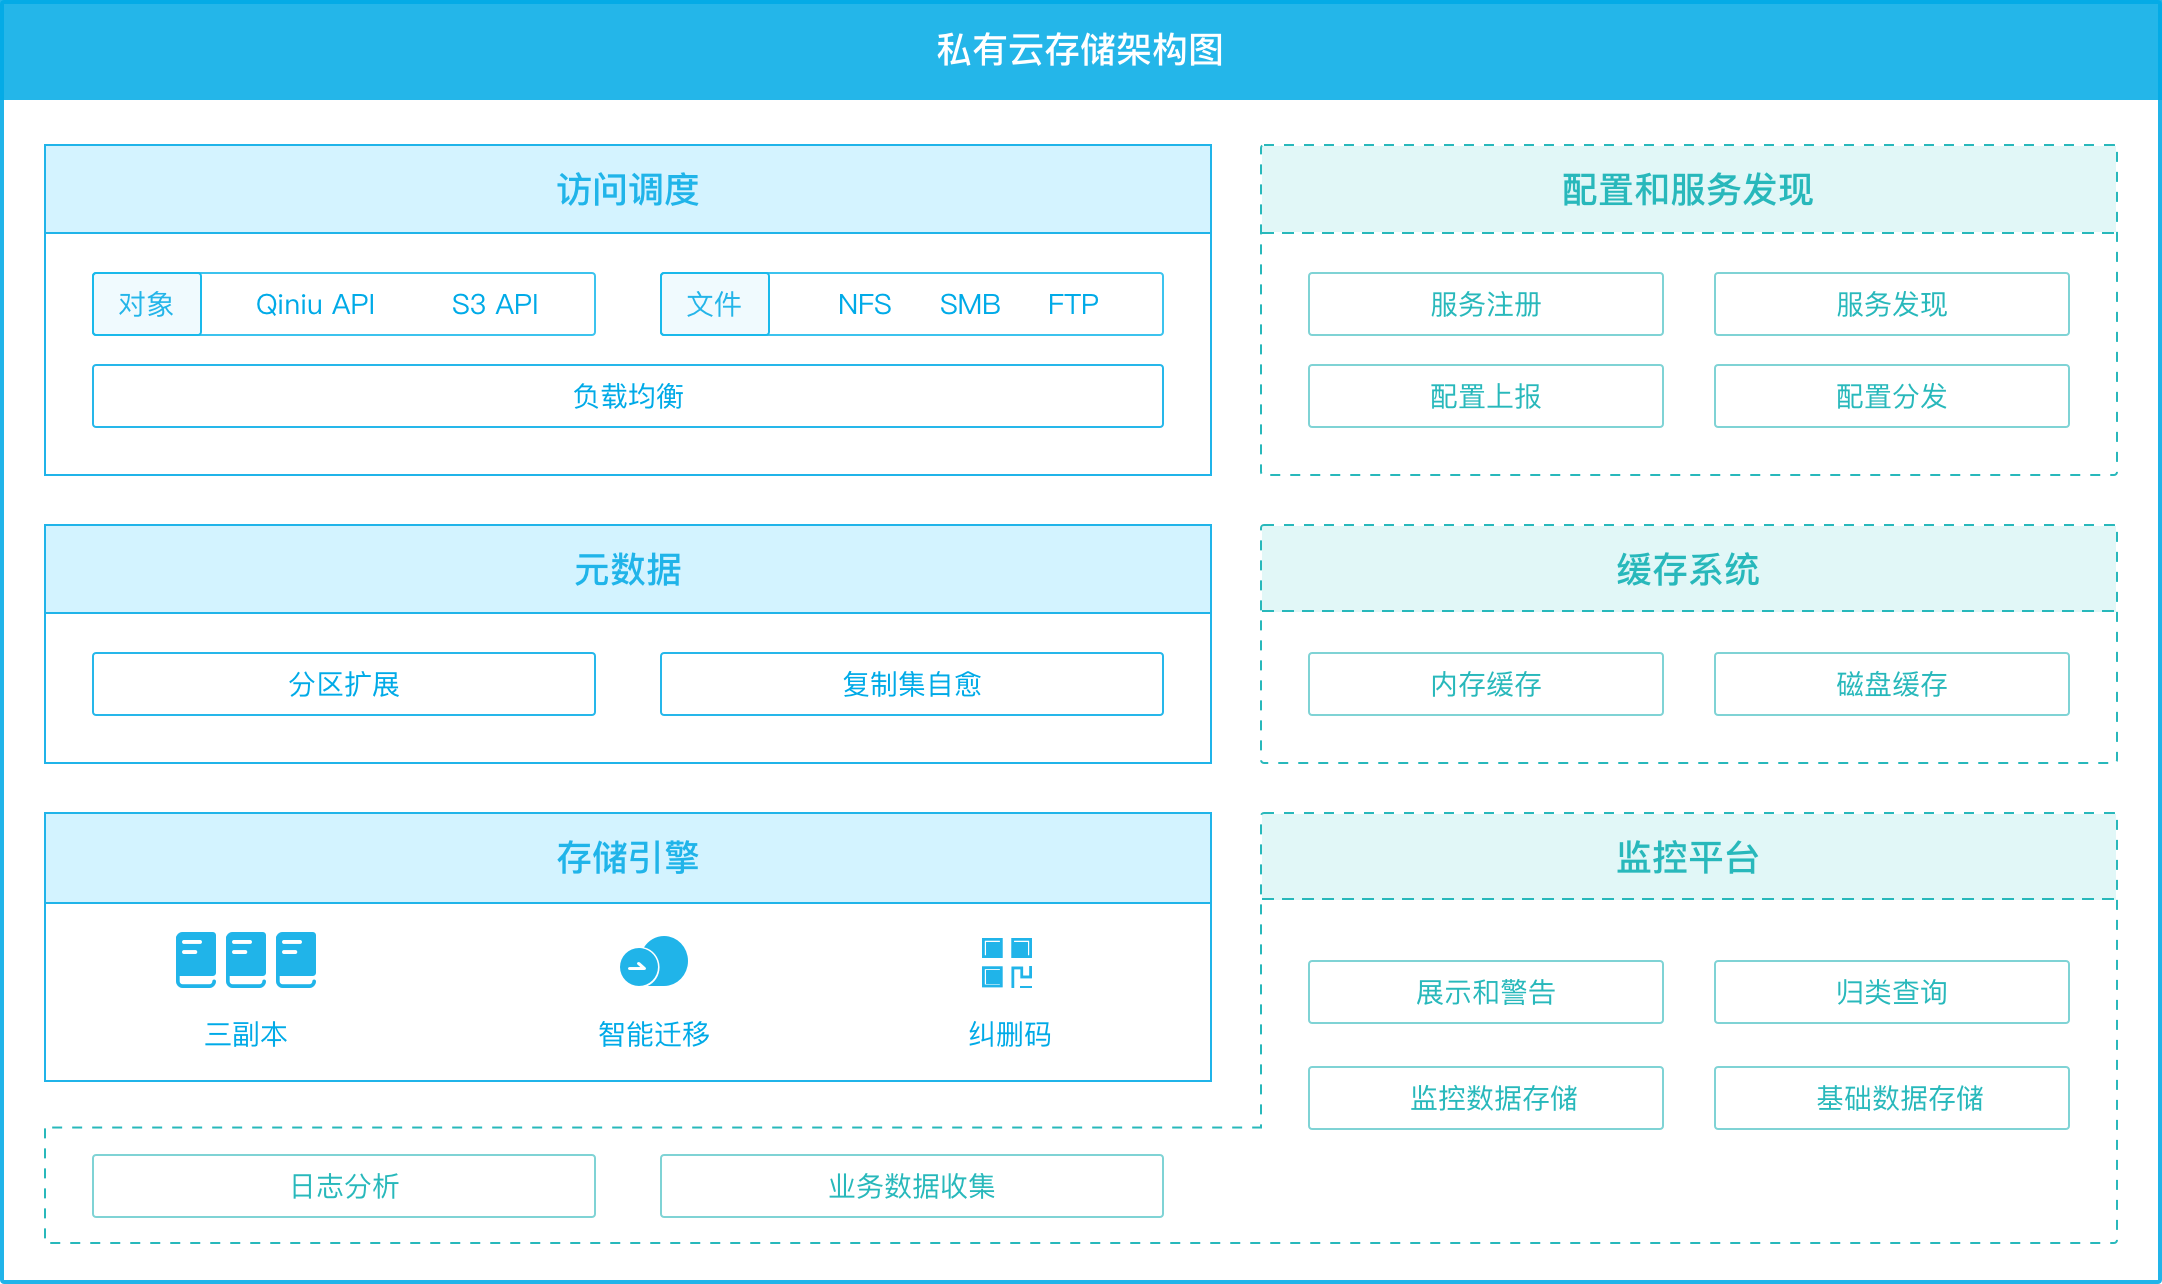 私有云存储架构图
访问调度
对象 Qiniu API S3 API 文件 NFS SMB FTP
负载均衡
配置和服务发现
服务注册 服务发现
配置上报 配置分发
元数据
分区扩展 复制集自愈
缓存系统
内存缓存 磁盘缓存
存储引擎
三副本 智能迁移 纠删码
监控平台
展示和警告 归类查询
监控数据存储 基础数据存储
日志分析 业务数据收集